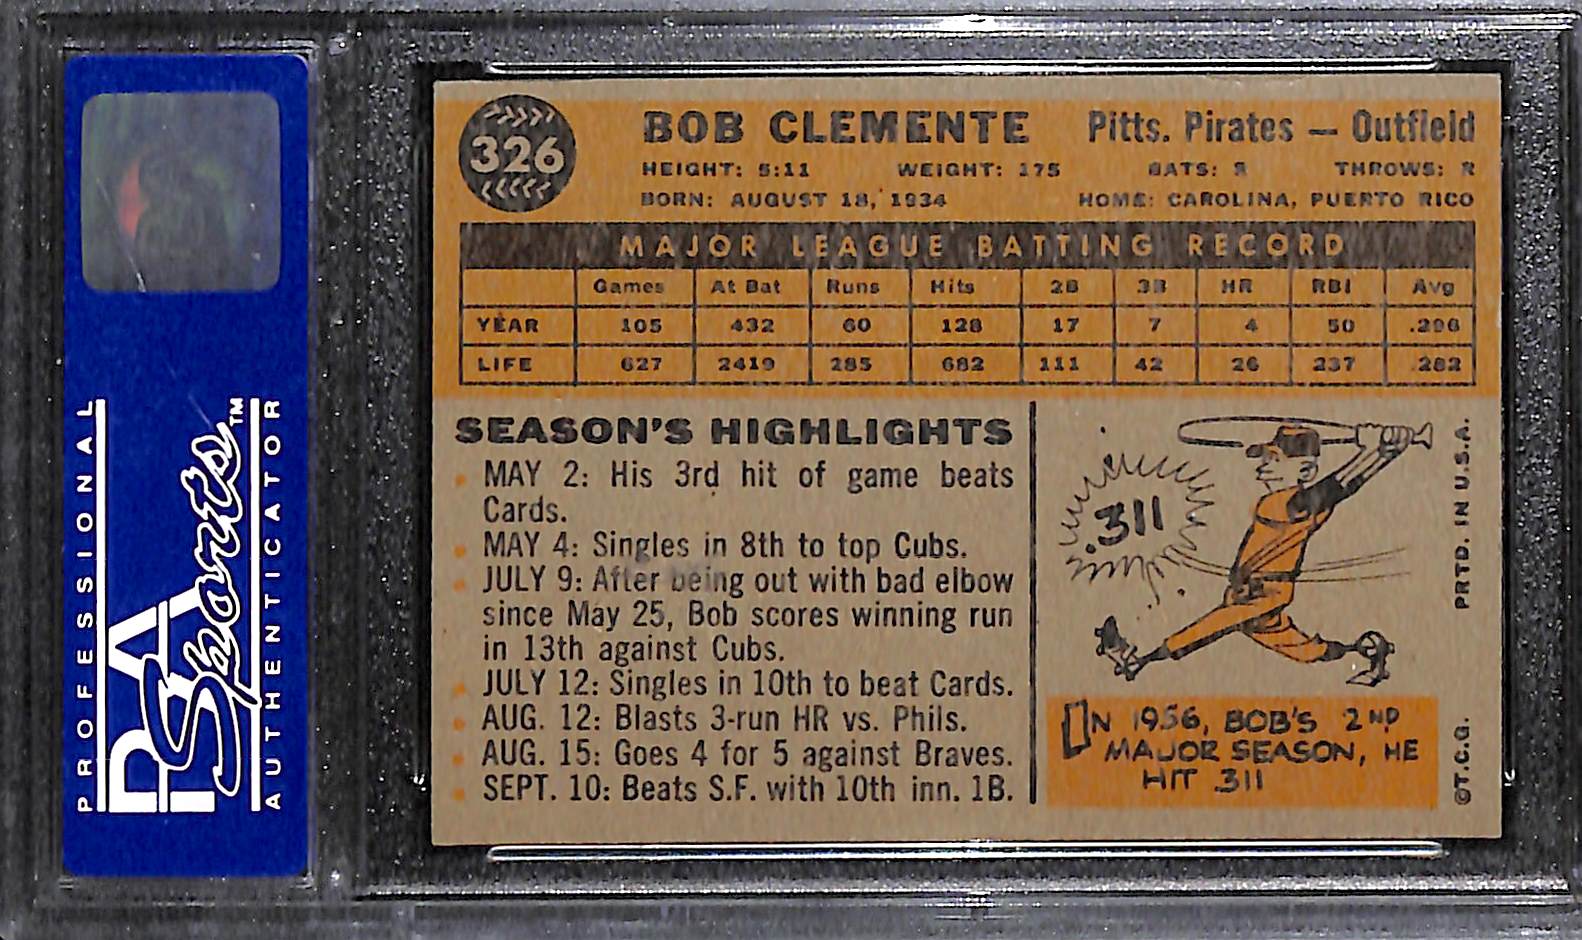 PROFESSIONAL
PSA
Sports™
AUTHENTICATOR
326
BOB CLEMENTE Pitts. Pirates — Outfield
HEIGHT: 5:11 WEIGHT: 175 BATS: R THROWS: R
BORN: AUGUST 18, 1934 HOME: CAROLINA, PUERTO RICO
MAJOR LEAGUE BATTING RECORD
Games At Bat Runs Hits 2B 3B HR RBI Avg
YEAR 105 432 60 128 17 7 4 50 .296
LIFE 627 2419 285 682 111 42 26 237 .282
SEASON'S HIGHLIGHTS
MAY 2: His 3rd hit of game beats
Cards.
MAY 4: Singles in 8th to top Cubs.
JULY 9: After being out with bad elbow
since May 25, Bob scores winning run
in 13th against Cubs.
JULY 12: Singles in 10th to beat Cards.
AUG. 12: Blasts 3-run HR vs. Phils.
AUG. 15: Goes 4 for 5 against Braves.
SEPT. 10: Beats S.F. with 10th inn. 1B.
.311
IN 1956, BOB'S 2ND
MAJOR SEASON, HE
HIT .311
©T.C.G. PRTD. IN U.S.A.